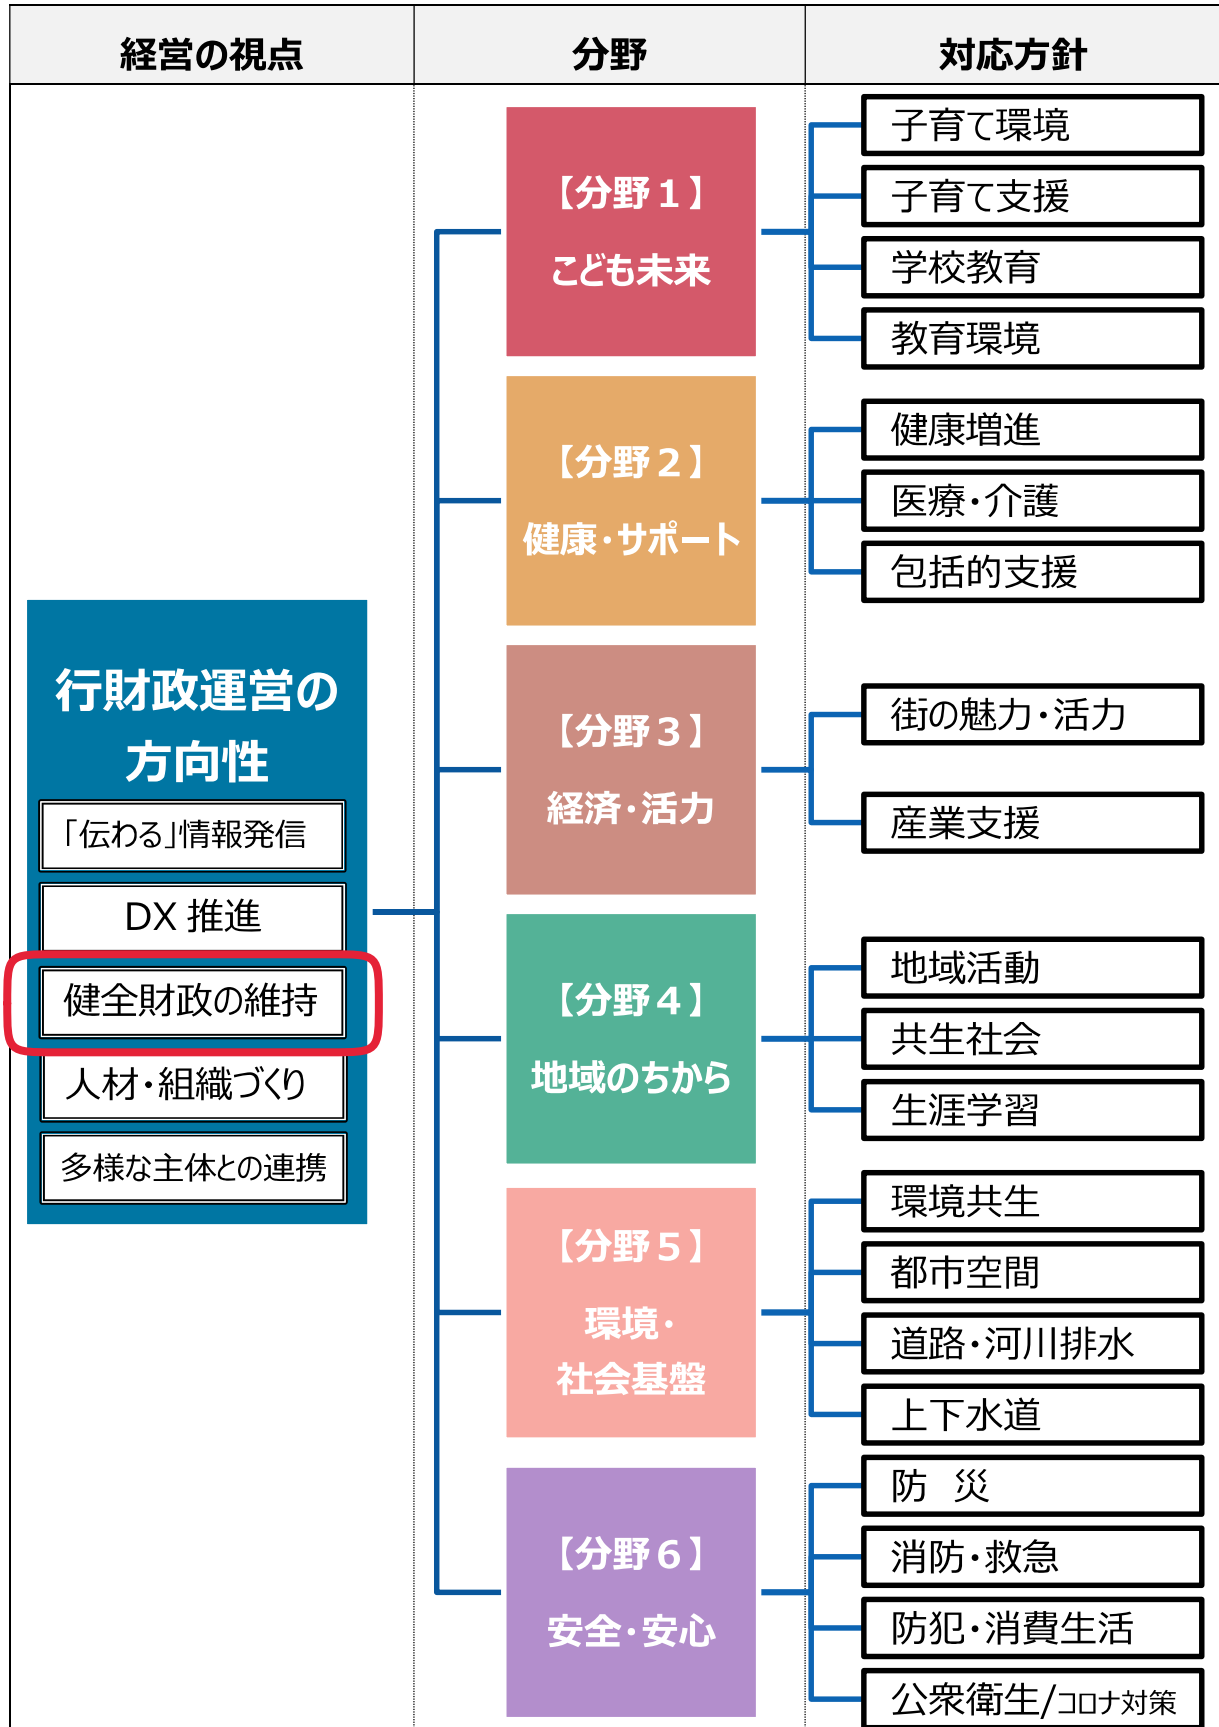 経営の視点
分野
対応方針
行財政運営の
方向性
「伝わる」情報発信
DX 推進
健全財政の維持
人材・組織づくり
多様な主体との連携
【分野１】
こども未来
子育て環境
子育て支援
学校教育
教育環境
【分野２】
健康・サポート
健康増進
医療・介護
包括的支援
【分野３】
経済・活力
街の魅力・活力
産業支援
【分野４】
地域のちから
地域活動
共生社会
生涯学習
【分野５】
環境・
社会基盤
環境共生
都市空間
道路・河川排水
上下水道
【分野６】
安全・安心
防　災
消防・救急
防犯・消費生活
公衆衛生/コロナ対策